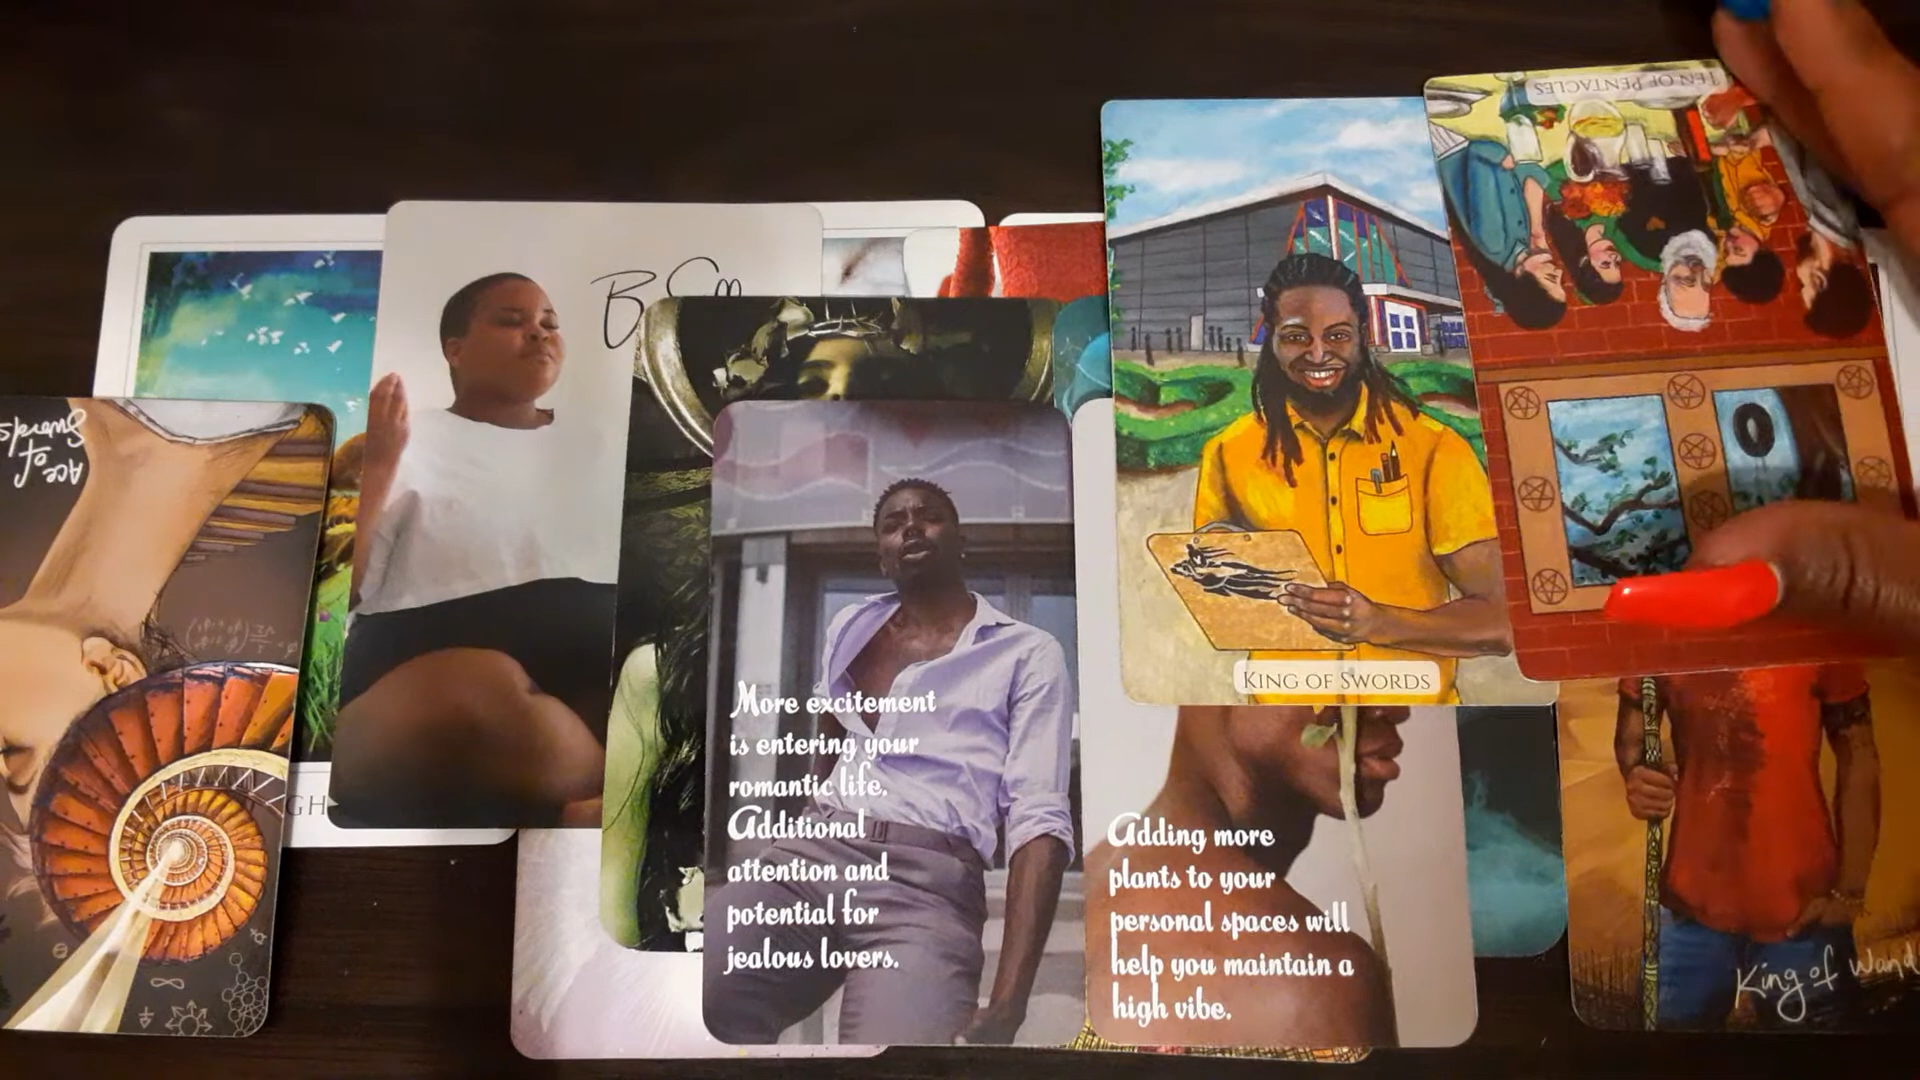 Ten of Pentacles
Ace
of
Swords
King of Swords
More excitement
is entering your
romantic life.
Additional
attention and
potential for
jealous lovers.
Adding more
plants to your
personal spaces will
help you maintain a
high vibe.
GH
King of Wand